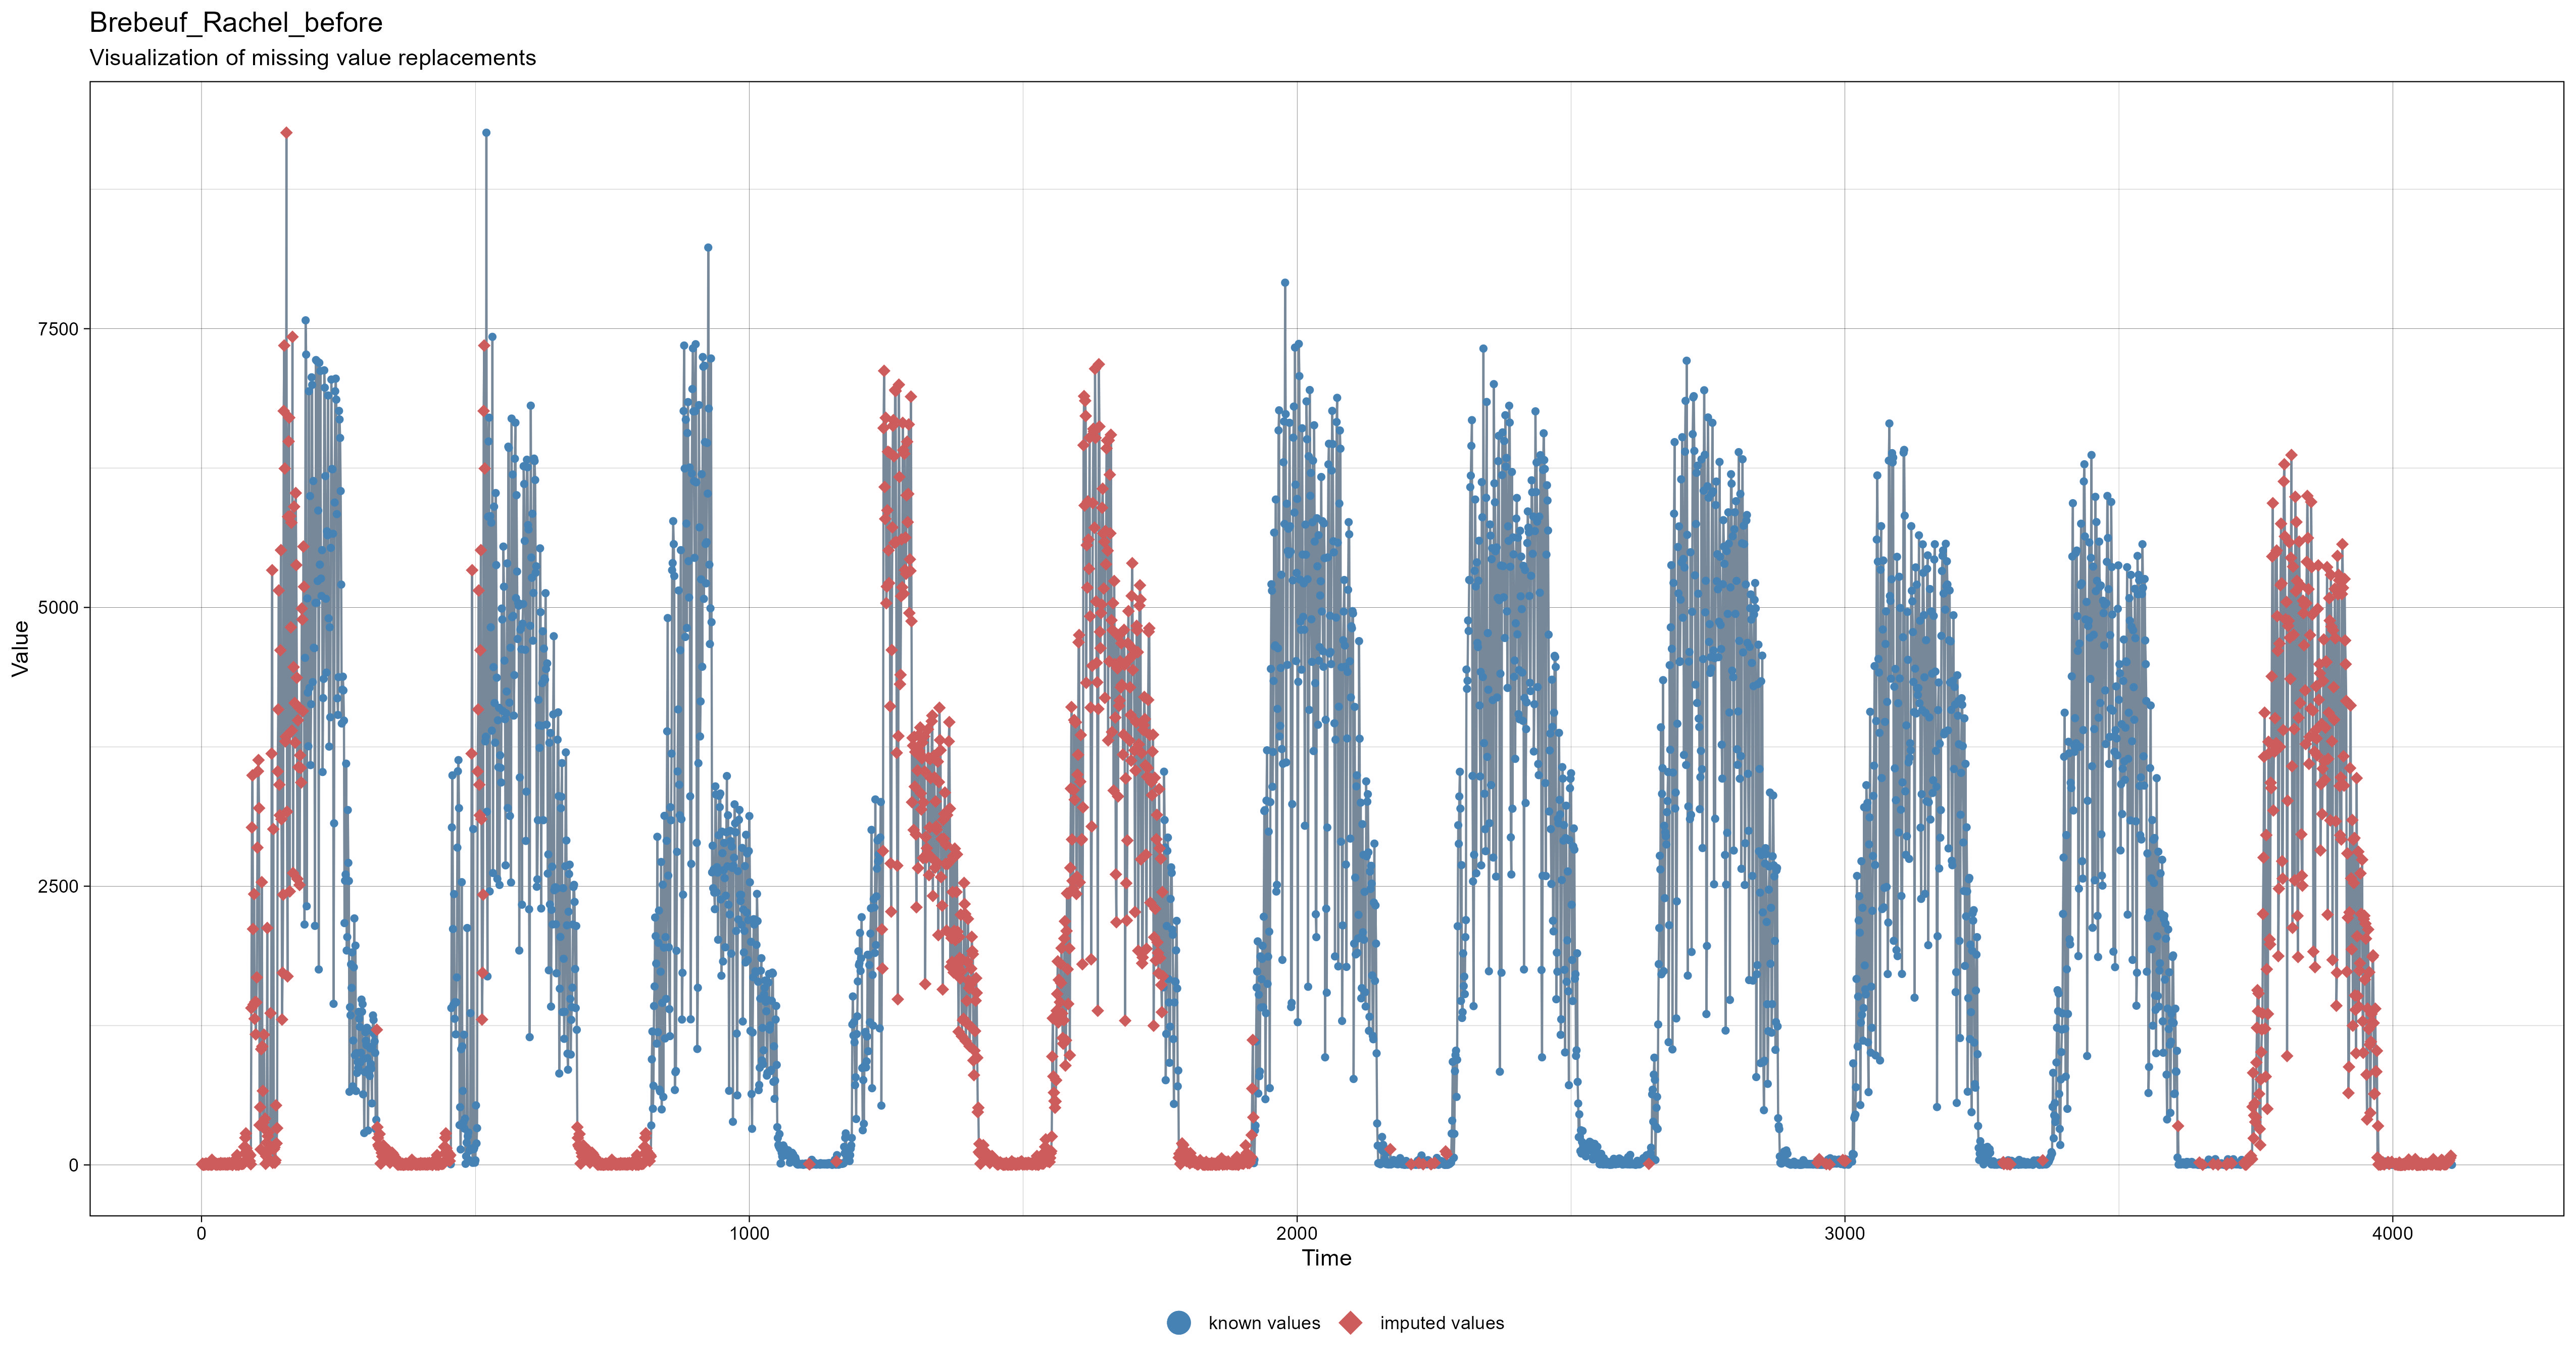 Brebeuf_Rachel_before
Visualization of missing value replacements
Value
7500
5000
2500
0
0 1000 2000 3000 4000
Time
known values imputed values